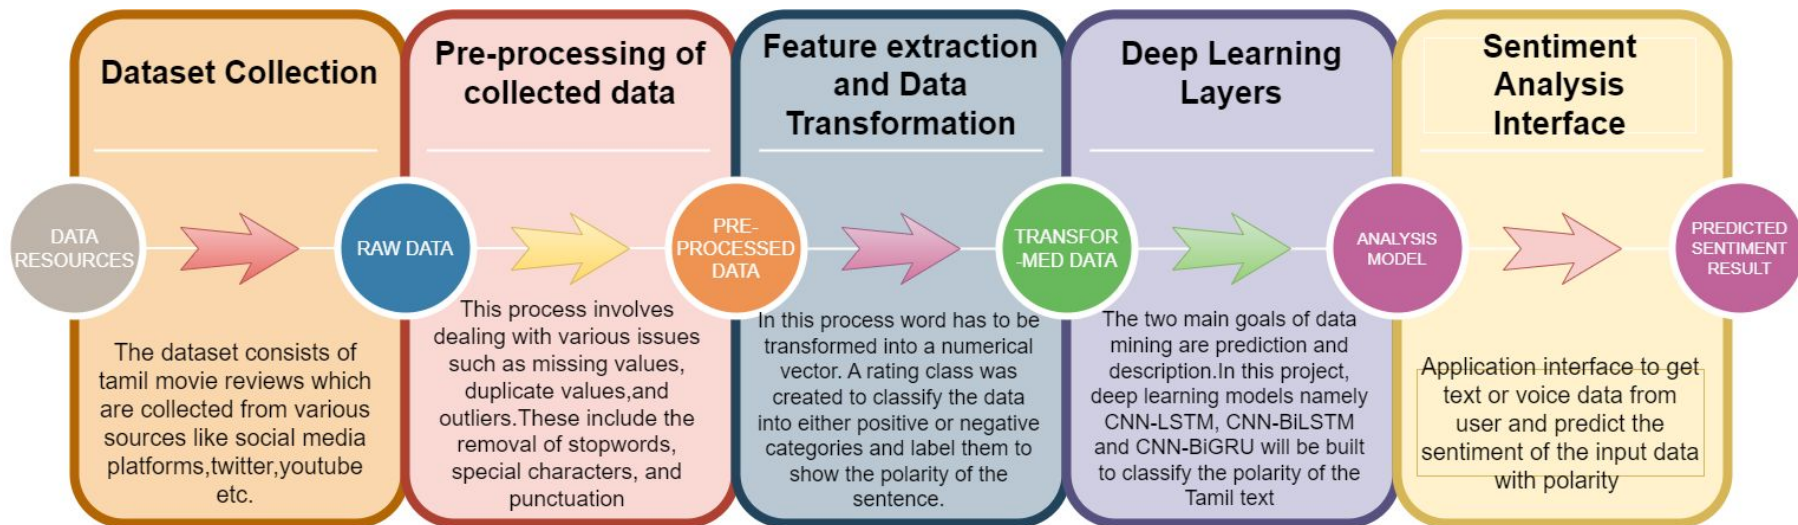 Dataset Collection
Pre-processing of
collected data
Feature extraction
and Data
Transformation
Deep Learning
Layers
Sentiment
Analysis
Interface
DATA
RESOURCES
RAW DATA
PRE-
PROCESSED
DATA
TRANSFOR
-MED DATA
ANALYSIS
MODEL
PREDICTED
SENTIMENT
RESULT
The dataset consists of
tamil movie reviews which
are collected from various
sources like social media
platforms,twitter,youtube
etc.
This process involves
dealing with various issues
such as missing values,
duplicate values,and
outliers.These include the
removal of stopwords,
special characters, and
punctuation
In this process word has to be
transformed into a numerical
vector. A rating class was
created to classify the data
into either positive or negative
categories and label them to
show the polarity of the
sentence.
The two main goals of data
mining are prediction and
description.In this project,
deep learning models namely
CNN-LSTM, CNN-BiLSTM
and CNN-BiGRU will be built
to classify the polarity of the
Tamil text
Application interface to get
text or voice data from
user and predict the
sentiment of the input data
with polarity